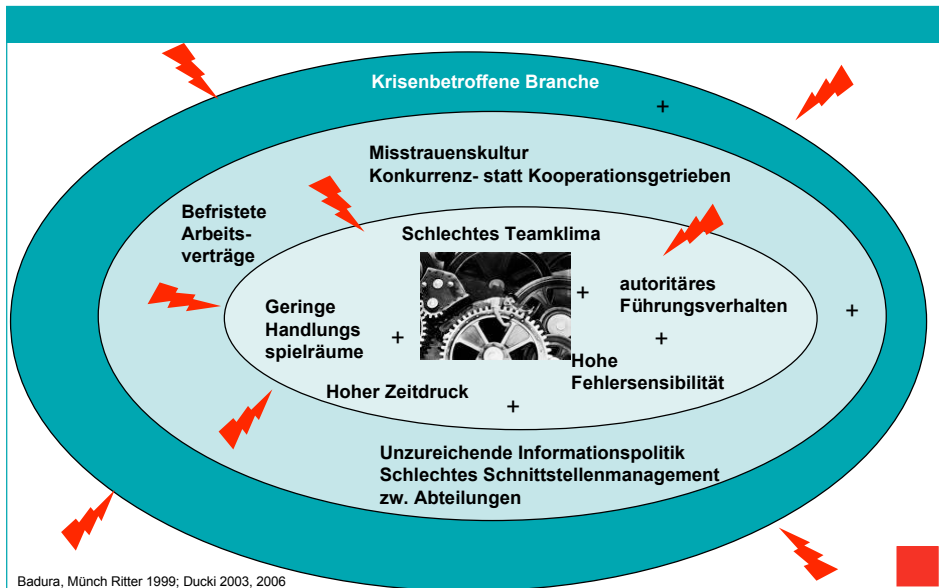 Krisenbetroffene Branche
+
Misstrauenskultur
Konkurrenz- statt Kooperationsgetrieben
Befristete
Arbeits-
verträge
Schlechtes Teamklima
+
autoritäres
Führungsverhalten
+
Geringe
Handlungs
spielräume
+
+
Hohe
Fehlersensibilität
Hoher Zeitdruck
+
Unzureichende Informationspolitik
Schlechtes Schnittstellenmanagement
zw. Abteilungen
Badura, Münch Ritter 1999; Ducki 2003, 2006